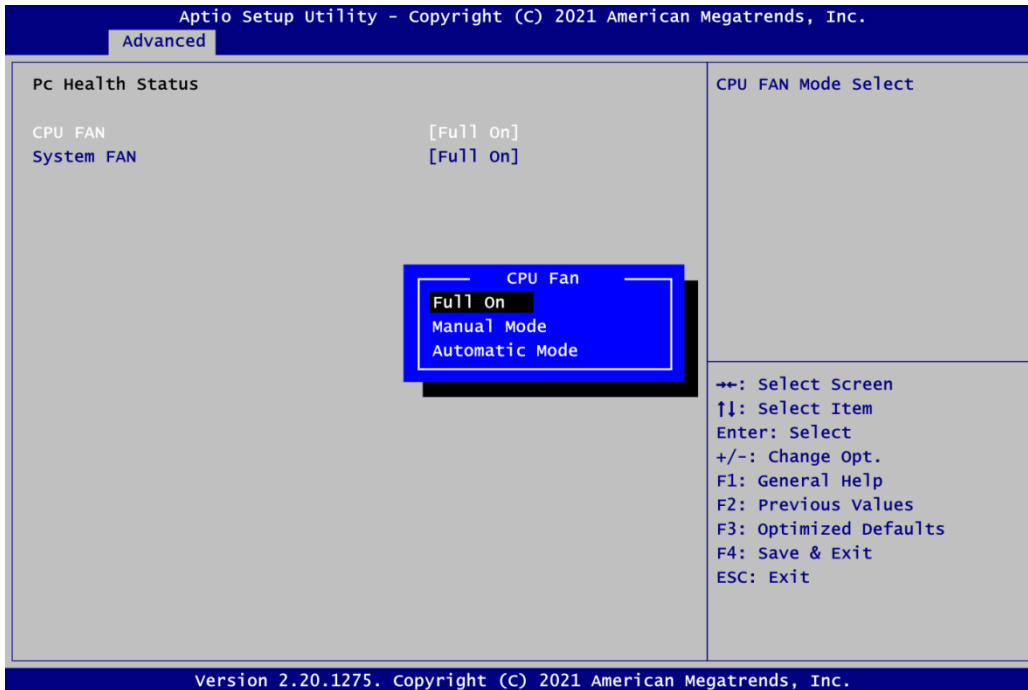 Aptio Setup Utility – Copyright (C) 2021 American Megatrends, Inc.
Advanced
Pc Health Status
CPU FAN [Full On]
System FAN [Full On]
CPU Fan
Full On
Manual Mode
Automatic Mode
CPU FAN Mode Select
→←: Select Screen
↑↓: Select Item
Enter: Select
+/-: Change Opt.
F1: General Help
F2: Previous Values
F3: Optimized Defaults
F4: Save & Exit
ESC: Exit
Version 2.20.1275. Copyright (C) 2021 American Megatrends, Inc.